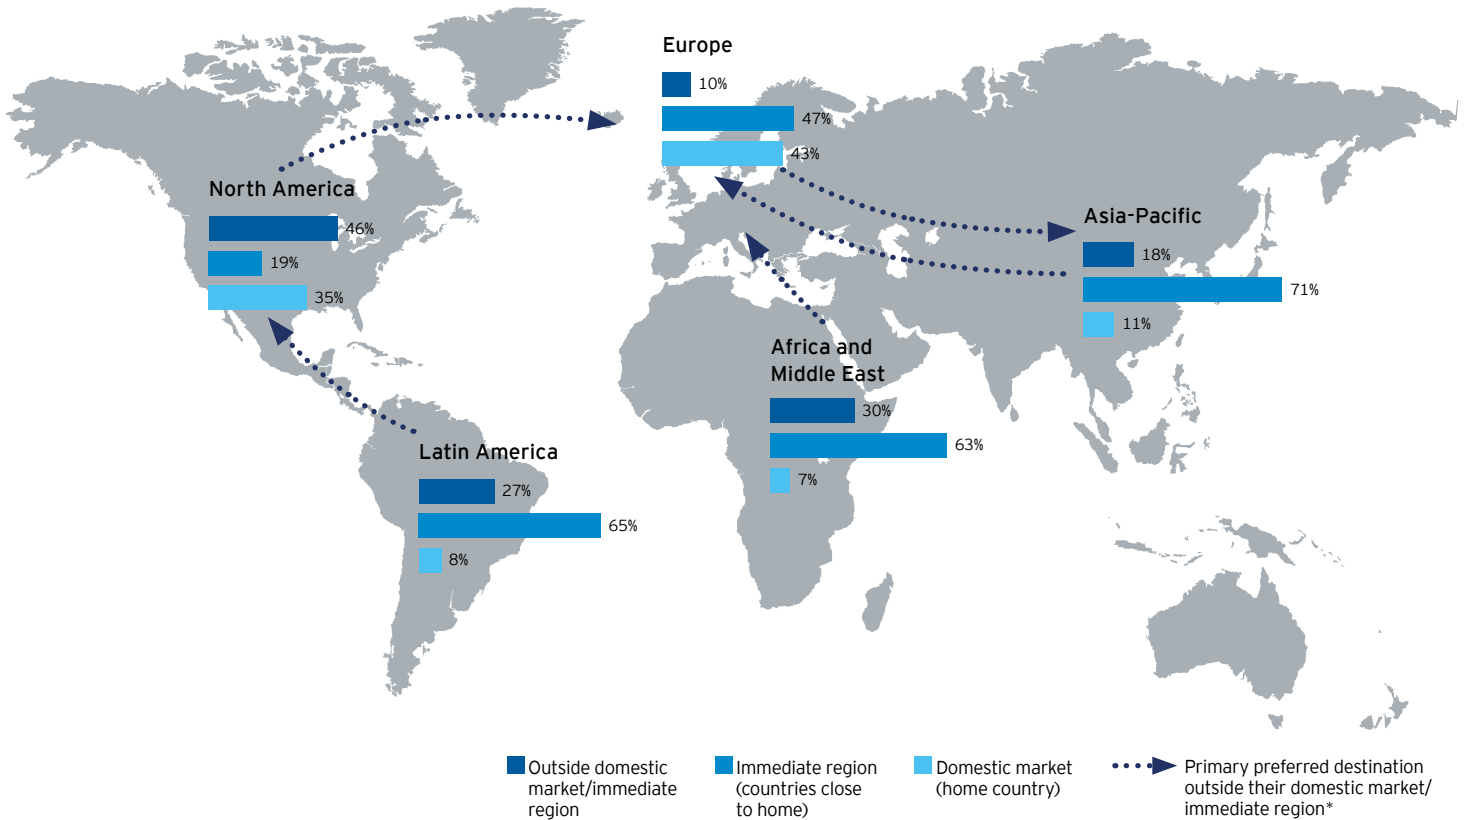 Europe
10%
47%
43%
North America
46%
19%
35%
Asia-Pacific
18%
71%
11%
Africa and
Middle East
30%
63%
7%
Latin America
27%
65%
8%
Outside domestic
market/immediate
region
Immediate region
(countries close
to home)
Domestic market
(home country)
Primary preferred destination
outside their domestic market/
immediate region*